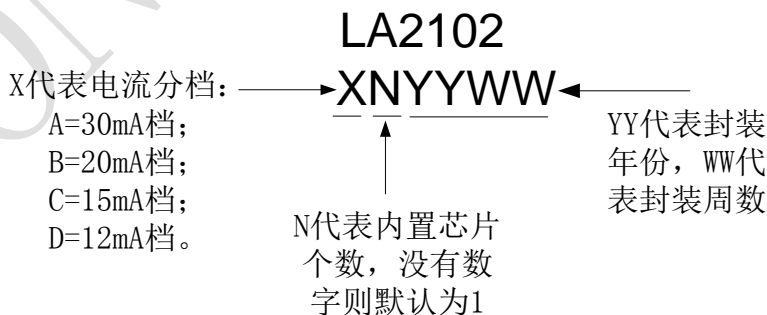 LA2102
XNYYWW
X代表电流分档：
A=30mA档；
B=20mA档；
C=15mA档；
D=12mA档。
N代表内置芯片
个数，没有数
字则默认为1
YY代表封装
年份，WW代
表封装周数